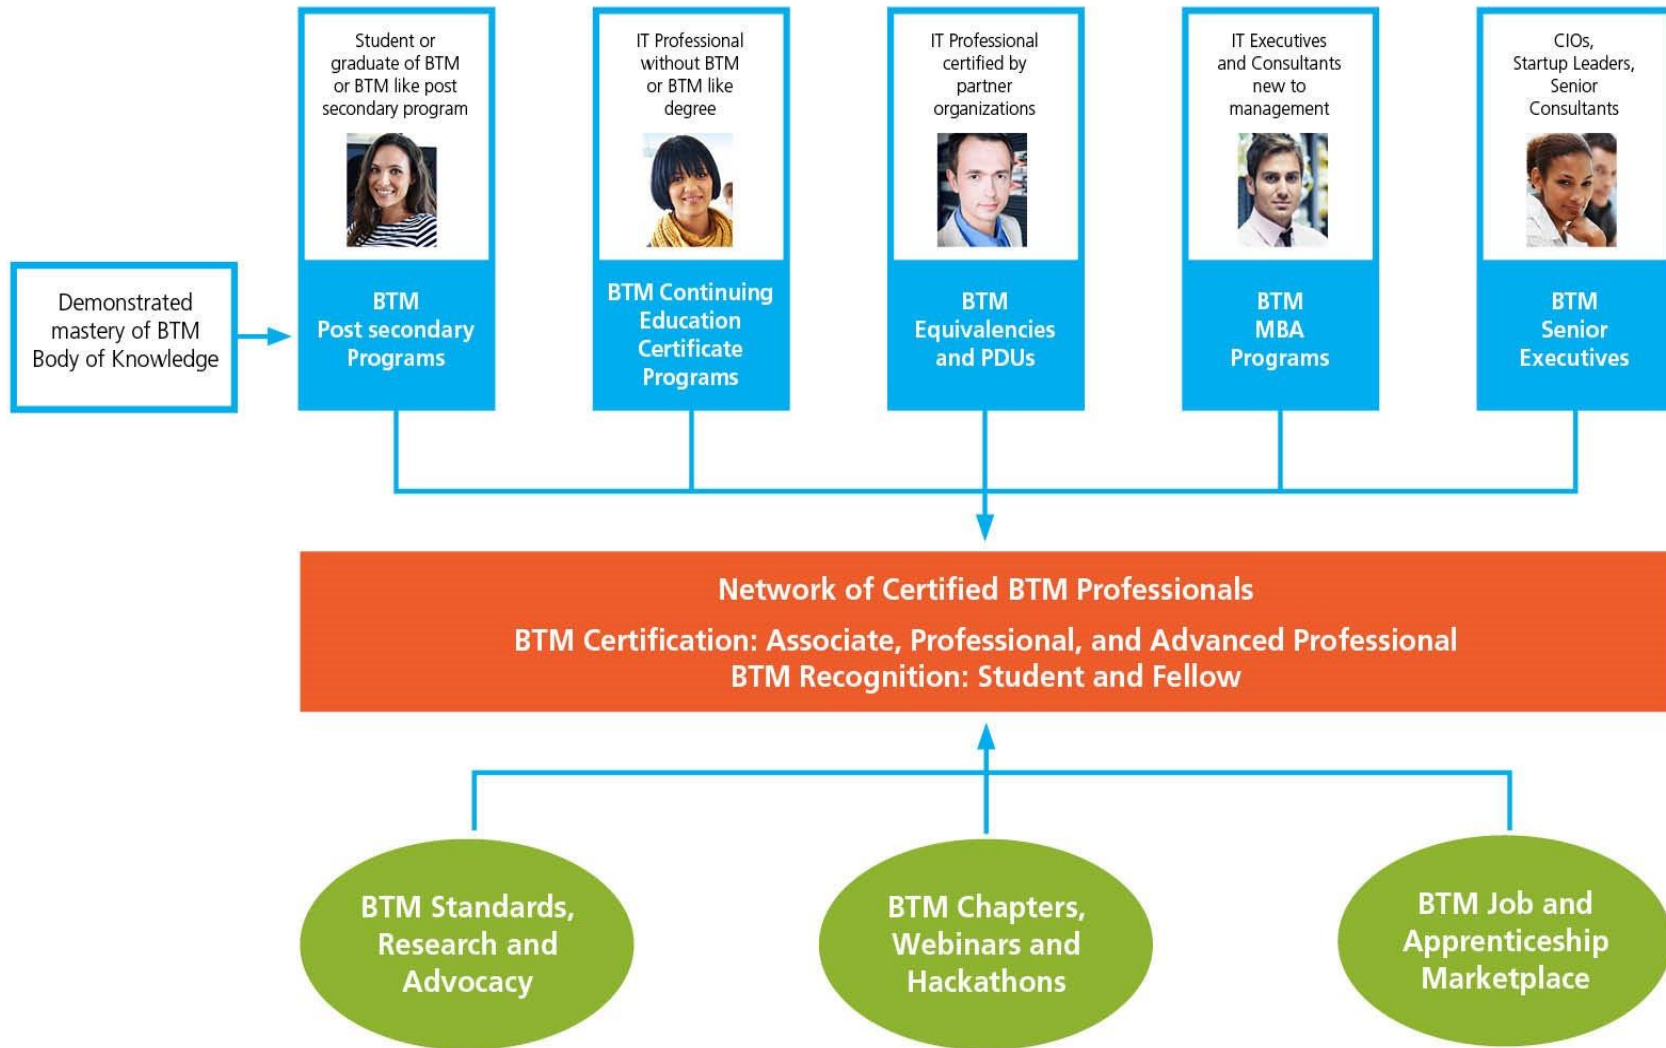 Student or
graduate of BTM
or BTM like post
secondary program
IT Professional
without BTM
or BTM like
degree
IT Professional
certified by
partner
organizations
IT Executives
and Consultants
new to
management
CIOs,
Startup Leaders,
Senior
Consultants
Demonstrated
mastery of BTM
Body of Knowledge
BTM
Post secondary
Programs
BTM Continuing
Education
Certificate
Programs
BTM
Equivalencies
and PDUs
BTM
MBA
Programs
BTM
Senior
Executives
Network of Certified BTM Professionals
BTM Certification: Associate, Professional, and Advanced Professional
BTM Recognition: Student and Fellow
BTM Standards,
Research and
Advocacy
BTM Chapters,
Webinars and
Hackathons
BTM Job and
Apprenticeship
Marketplace